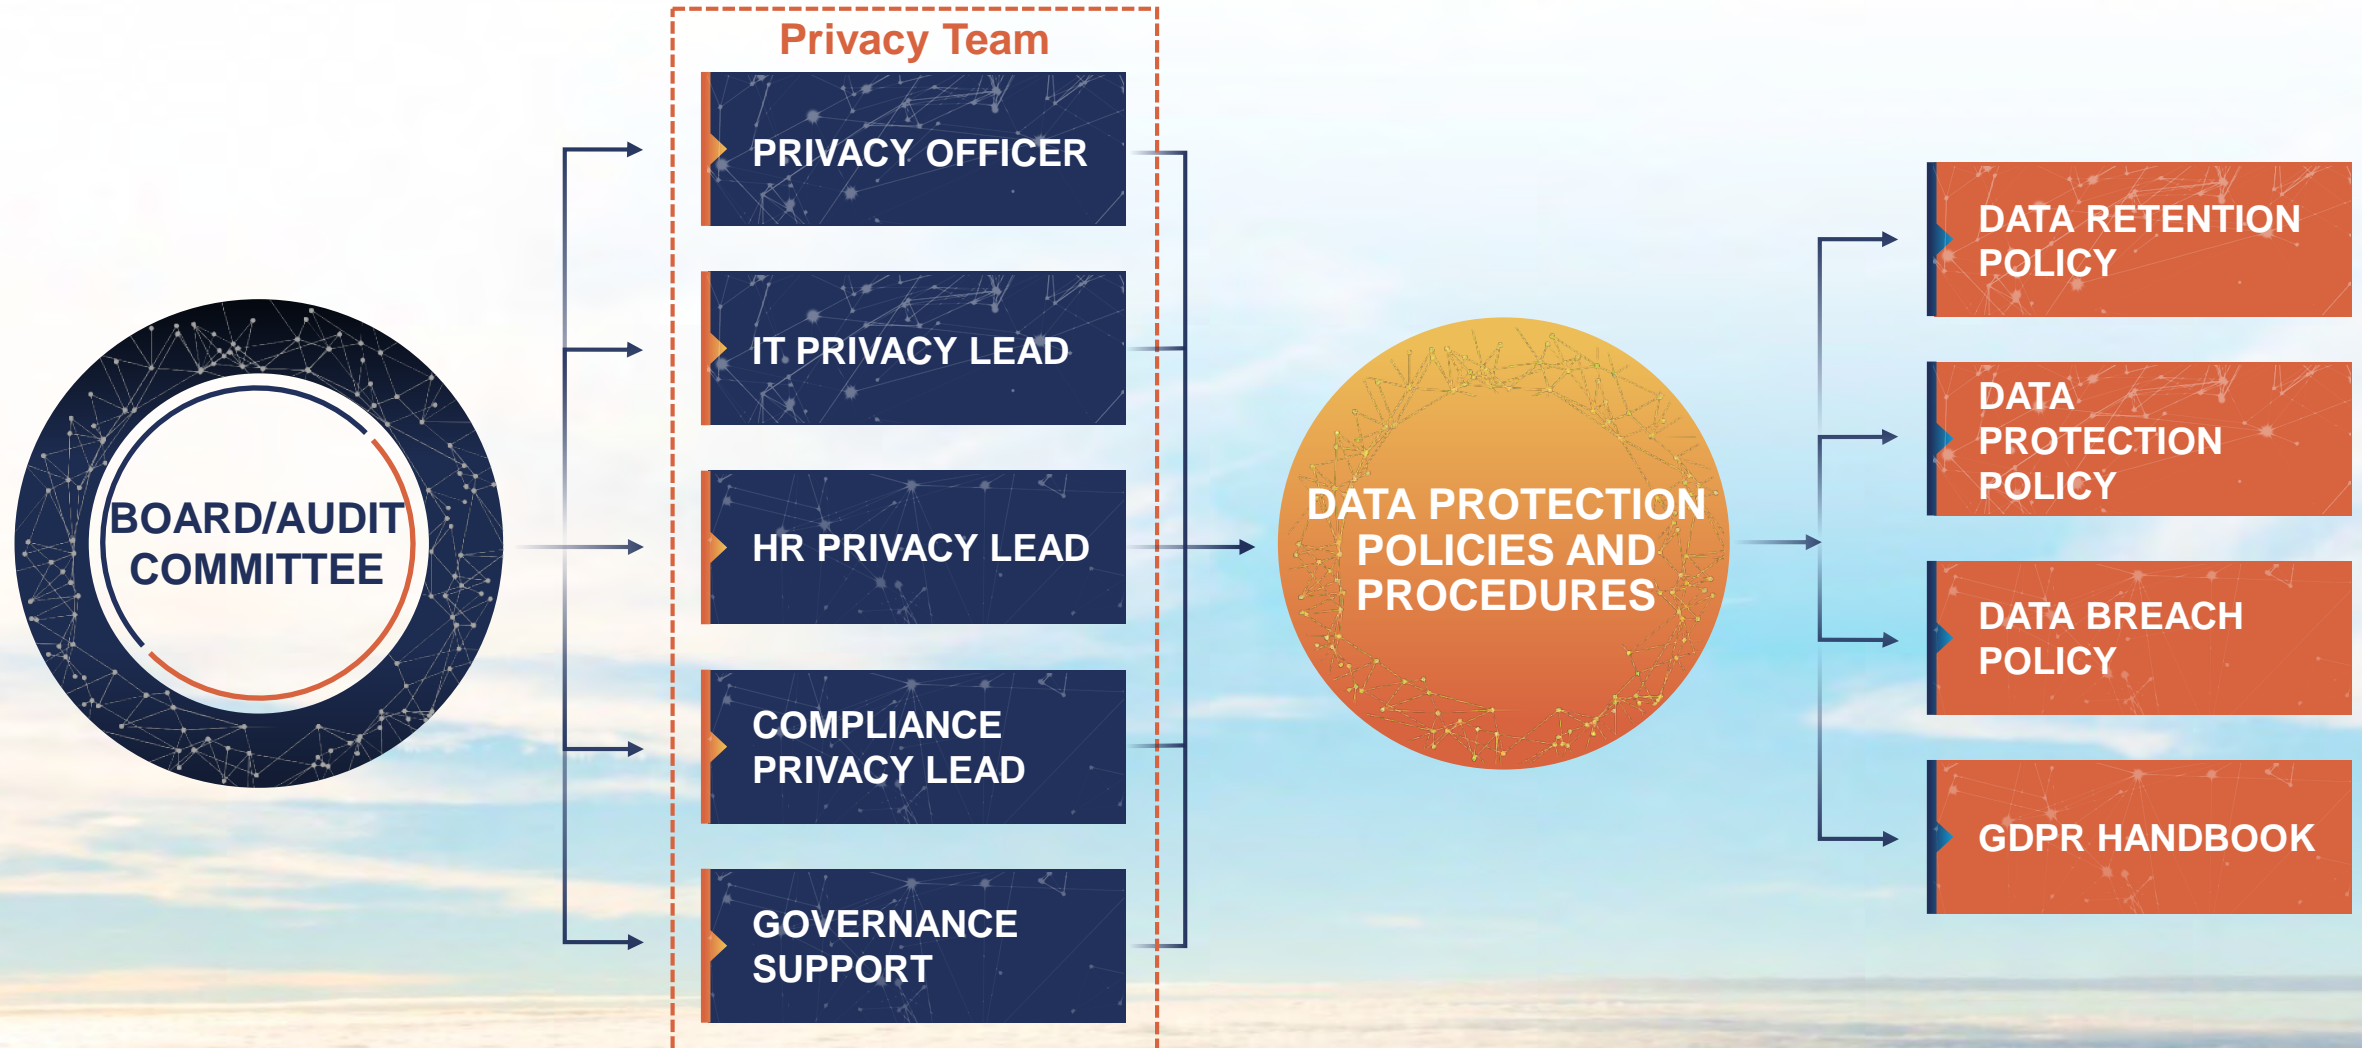 Privacy Team
PRIVACY OFFICER
IT PRIVACY LEAD
HR PRIVACY LEAD
COMPLIANCE
PRIVACY LEAD
GOVERNANCE
SUPPORT
BOARD/AUDIT
COMMITTEE
DATA PROTECTION
POLICIES AND
PROCEDURES
DATA RETENTION
POLICY
DATA
PROTECTION
POLICY
DATA BREACH
POLICY
GDPR HANDBOOK